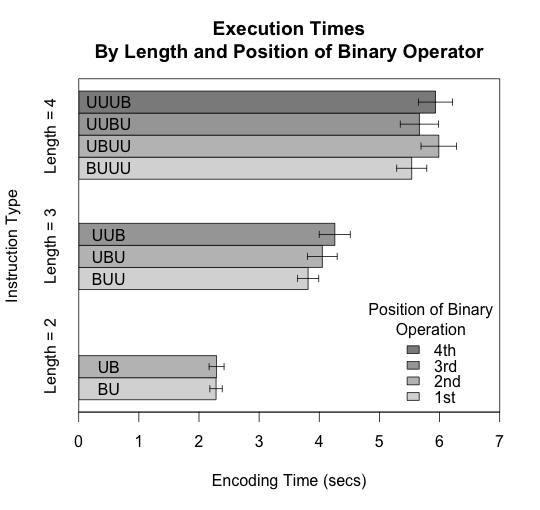 Execution Times
By Length and Position of Binary Operator
Instruction Type
Length = 4
UUUB
UUBU
UBUU
BUUU
Length = 3
UUB
UBU
BUU
Length = 2
UB
BU
Position of Binary
Operation
4th
3rd
2nd
1st
0 1 2 3 4 5 6 7
Encoding Time (secs)